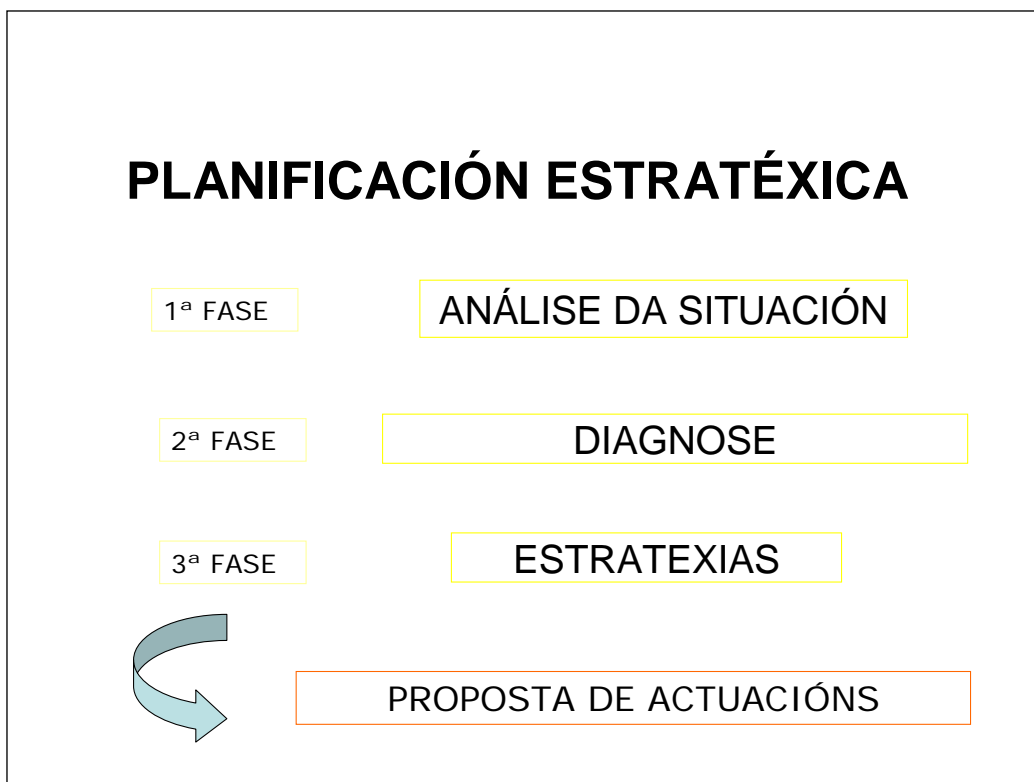 PLANIFICACIÓN ESTRATÉXICA
1ª FASE
ANÁLISE DA SITUACIÓN
2ª FASE
DIAGNOSE
3ª FASE
ESTRATEXIAS
PROPOSTA DE ACTUACIÓNS